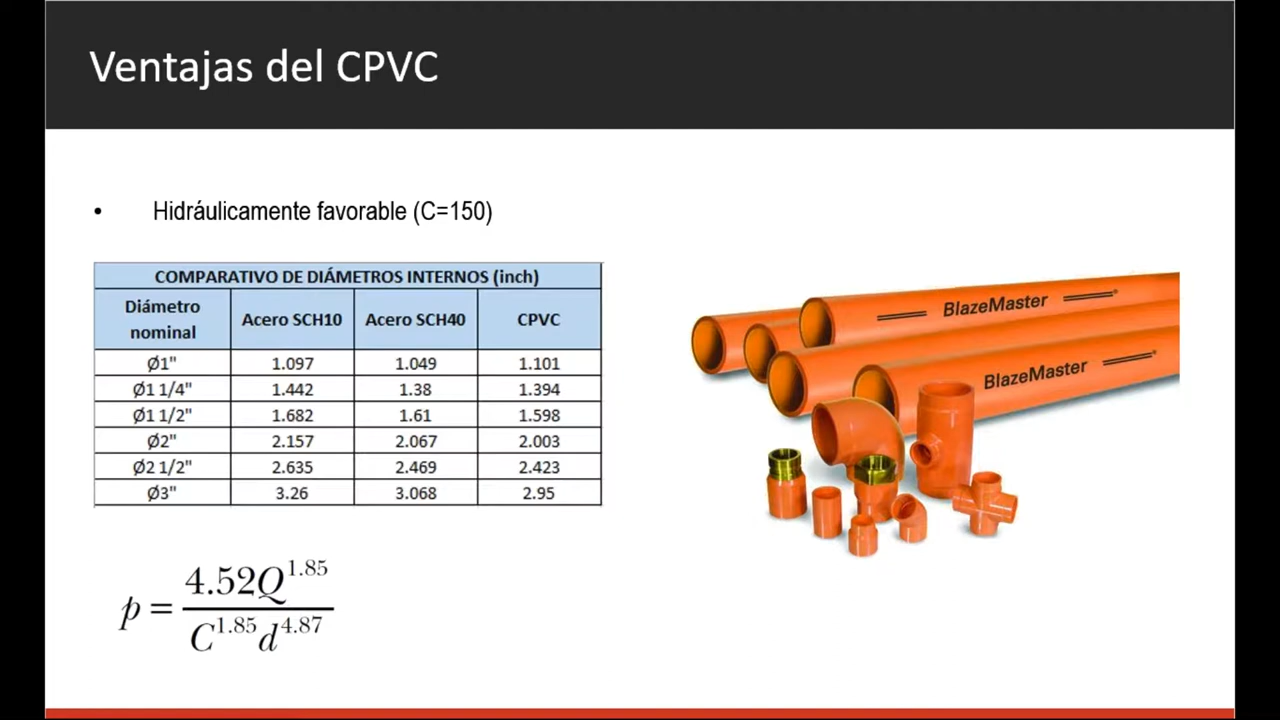 Ventajas del CPVC
• Hidráulicamente favorable (C=150)
COMPARATIVO DE DIÁMETROS INTERNOS (inch)
Diámetro nominal Acero SCH10 Acero SCH40 CPVC
Ø1" 1.097 1.049 1.101
Ø1 1/4" 1.442 1.38 1.394
Ø1 1/2" 1.682 1.61 1.598
Ø2" 2.157 2.067 2.003
Ø2 1/2" 2.635 2.469 2.423
Ø3" 3.26 3.068 2.95
p = 4.52Q^1.85 / C^1.85 d^4.87
BlazeMaster
BlazeMaster